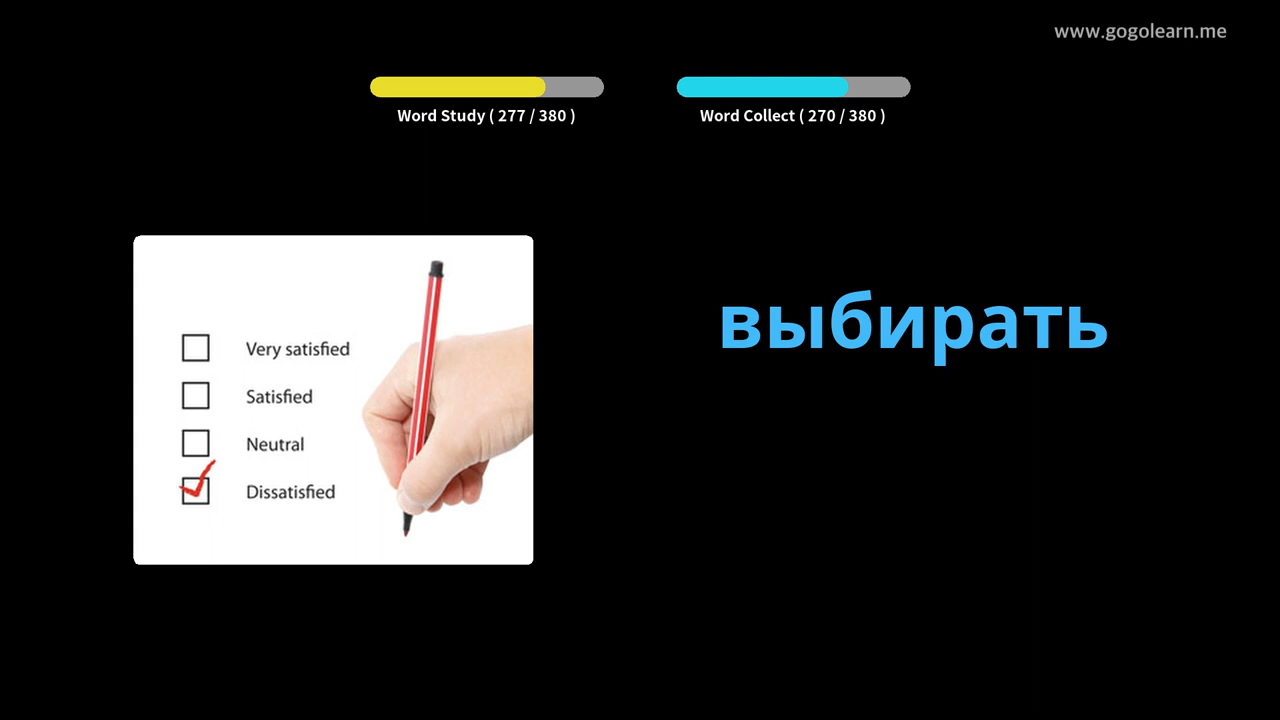 www.gogolearn.me
Word Study ( 277 / 380 )
Word Collect ( 270 / 380 )
выбирать
Very satisfied
Satisfied
Neutral
Dissatisfied